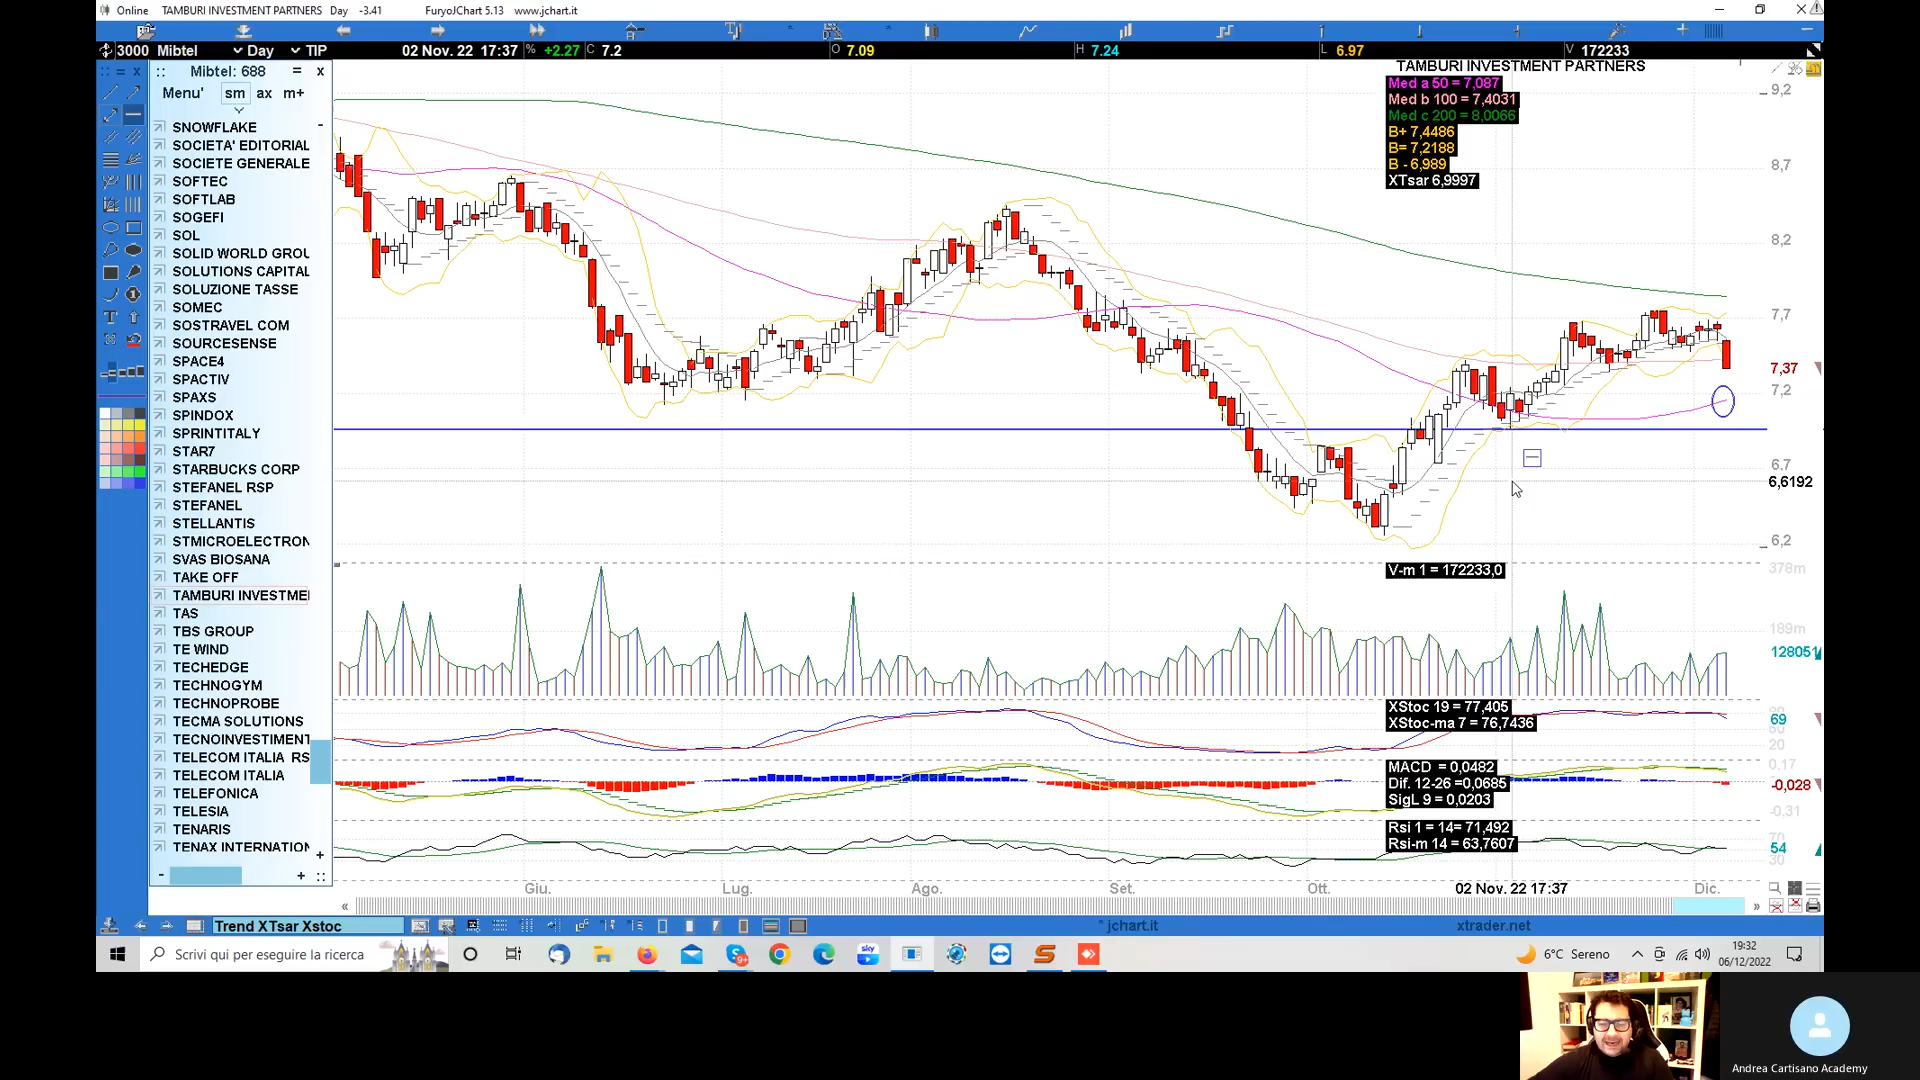 Online TAMBURI INVESTMENT PARTNERS Day -3.41 FuryoJChart 5.13 www.jchart.it
3000 Mibtel Day TIP 02 Nov. 22 17:37 % +2.27 C 7.2 O 7.09 H 7.24 L 6.97 V 172233
Mibtel: 688 = x
Menu' sm ax m+
SNOWFLAKE
SOCIETA' EDITORIAL
SOCIETE GENERALE
SOFTEC
SOFTLAB
SOGEFI
SOL
SOLID WORLD GROU
SOLUTIONS CAPITAL
SOLUZIONE TASSE
SOMEC
SOSTRAVEL COM
SOURCESENSE
SPACE4
SPACTIV
SPAXS
SPINDOX
SPRINTITALY
STAR7
STARBUCKS CORP
STEFANEL RSP
STEFANEL
STELLANTIS
STMICROELECTRON
SVAS BIOSANA
TAKE OFF
TAMBURI INVESTME
TAS
TBS GROUP
TE WIND
TECHEDGE
TECHNOGYM
TECHNOPROBE
TECMA SOLUTIONS
TECNOINVESTIMENT
TELECOM ITALIA RS
TELECOM ITALIA
TELEFONICA
TELESIA
TENARIS
TENAX INTERNATION
TAMBURI INVESTMENT PARTNERS
Med a 50 = 7,087
Med b 100 = 7,4031
Med c 200 = 8,0066
B+ 7,4486
B= 7,2188
B - 6,989
XTsar 6,9997
9,2
8,7
8,2
7,7
7,37
7,2
6,7
6,6192
6,2
V-m 1 = 172233,0
378m
189m
128051
XStoc 19 = 77,405
XStoc-ma 7 = 76,7436
69
20
MACD = 0,0482
Dif. 12-26 =0,0685
SigL 9 = 0,0203
0,17
-0,028
-0,31
Rsi 1 = 14= 71,492
Rsi-m 14 = 63,7607
70
54
30
Giu. Lug. Ago. Set. Ott. 02 Nov. 22 17:37 Dic.
Trend XTsar Xstoc
* jchart.it xtrader.net
Scrivi qui per eseguire la ricerca
6°C Sereno
19:32
06/12/2022
Andrea Cartisano Academy